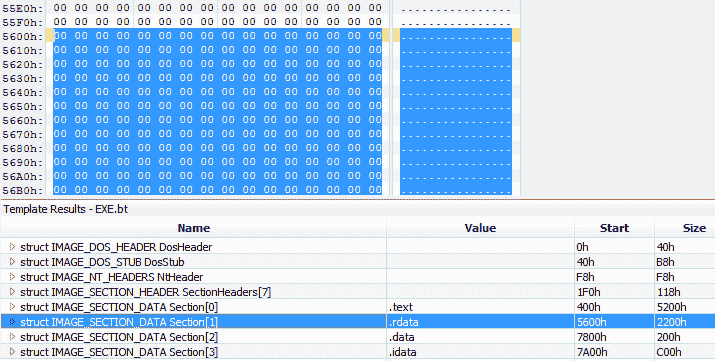 55E0h: 00 00 00 00 00 00 00 00 00 00 00 00 00 00 00 00 ................
55F0h: 00 00 00 00 00 00 00 00 00 00 00 00 00 00 00 00 ................
5600h: 00 00 00 00 00 00 00 00 00 00 00 00 00 00 00 00 ................
5610h: 00 00 00 00 00 00 00 00 00 00 00 00 00 00 00 00 ................
5620h: 00 00 00 00 00 00 00 00 00 00 00 00 00 00 00 00 ................
5630h: 00 00 00 00 00 00 00 00 00 00 00 00 00 00 00 00 ................
5640h: 00 00 00 00 00 00 00 00 00 00 00 00 00 00 00 00 ................
5650h: 00 00 00 00 00 00 00 00 00 00 00 00 00 00 00 00 ................
5660h: 00 00 00 00 00 00 00 00 00 00 00 00 00 00 00 00 ................
5670h: 00 00 00 00 00 00 00 00 00 00 00 00 00 00 00 00 ................
5680h: 00 00 00 00 00 00 00 00 00 00 00 00 00 00 00 00 ................
5690h: 00 00 00 00 00 00 00 00 00 00 00 00 00 00 00 00 ................
56A0h: 00 00 00 00 00 00 00 00 00 00 00 00 00 00 00 00 ................
56B0h: 00 00 00 00 00 00 00 00 00 00 00 00 00 00 00 00 ................
Template Results - EXE.bt
Name Value Start Size
struct IMAGE_DOS_HEADER DosHeader 0h 40h
struct IMAGE_DOS_STUB DosStub 40h B8h
struct IMAGE_NT_HEADERS NtHeader F8h F8h
struct IMAGE_SECTION_HEADER SectionHeaders[7] 1F0h 118h
struct IMAGE_SECTION_DATA Section[0] .text 400h 5200h
struct IMAGE_SECTION_DATA Section[1] .rdata 5600h 2200h
struct IMAGE_SECTION_DATA Section[2] .data 7800h 200h
struct IMAGE_SECTION_DATA Section[3] .idata 7A00h C00h